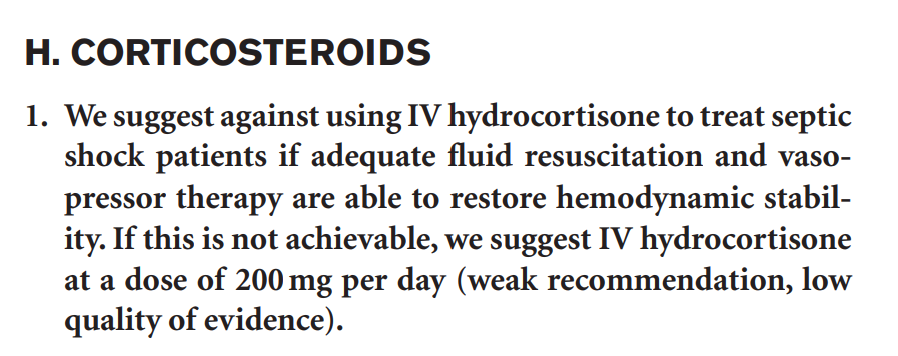 H. CORTICOSTEROIDS
1. We suggest against using IV hydrocortisone to treat septic
shock patients if adequate fluid resuscitation and vaso-
pressor therapy are able to restore hemodynamic stabil-
ity. If this is not achievable, we suggest IV hydrocortisone
at a dose of 200 mg per day (weak recommendation, low
quality of evidence).